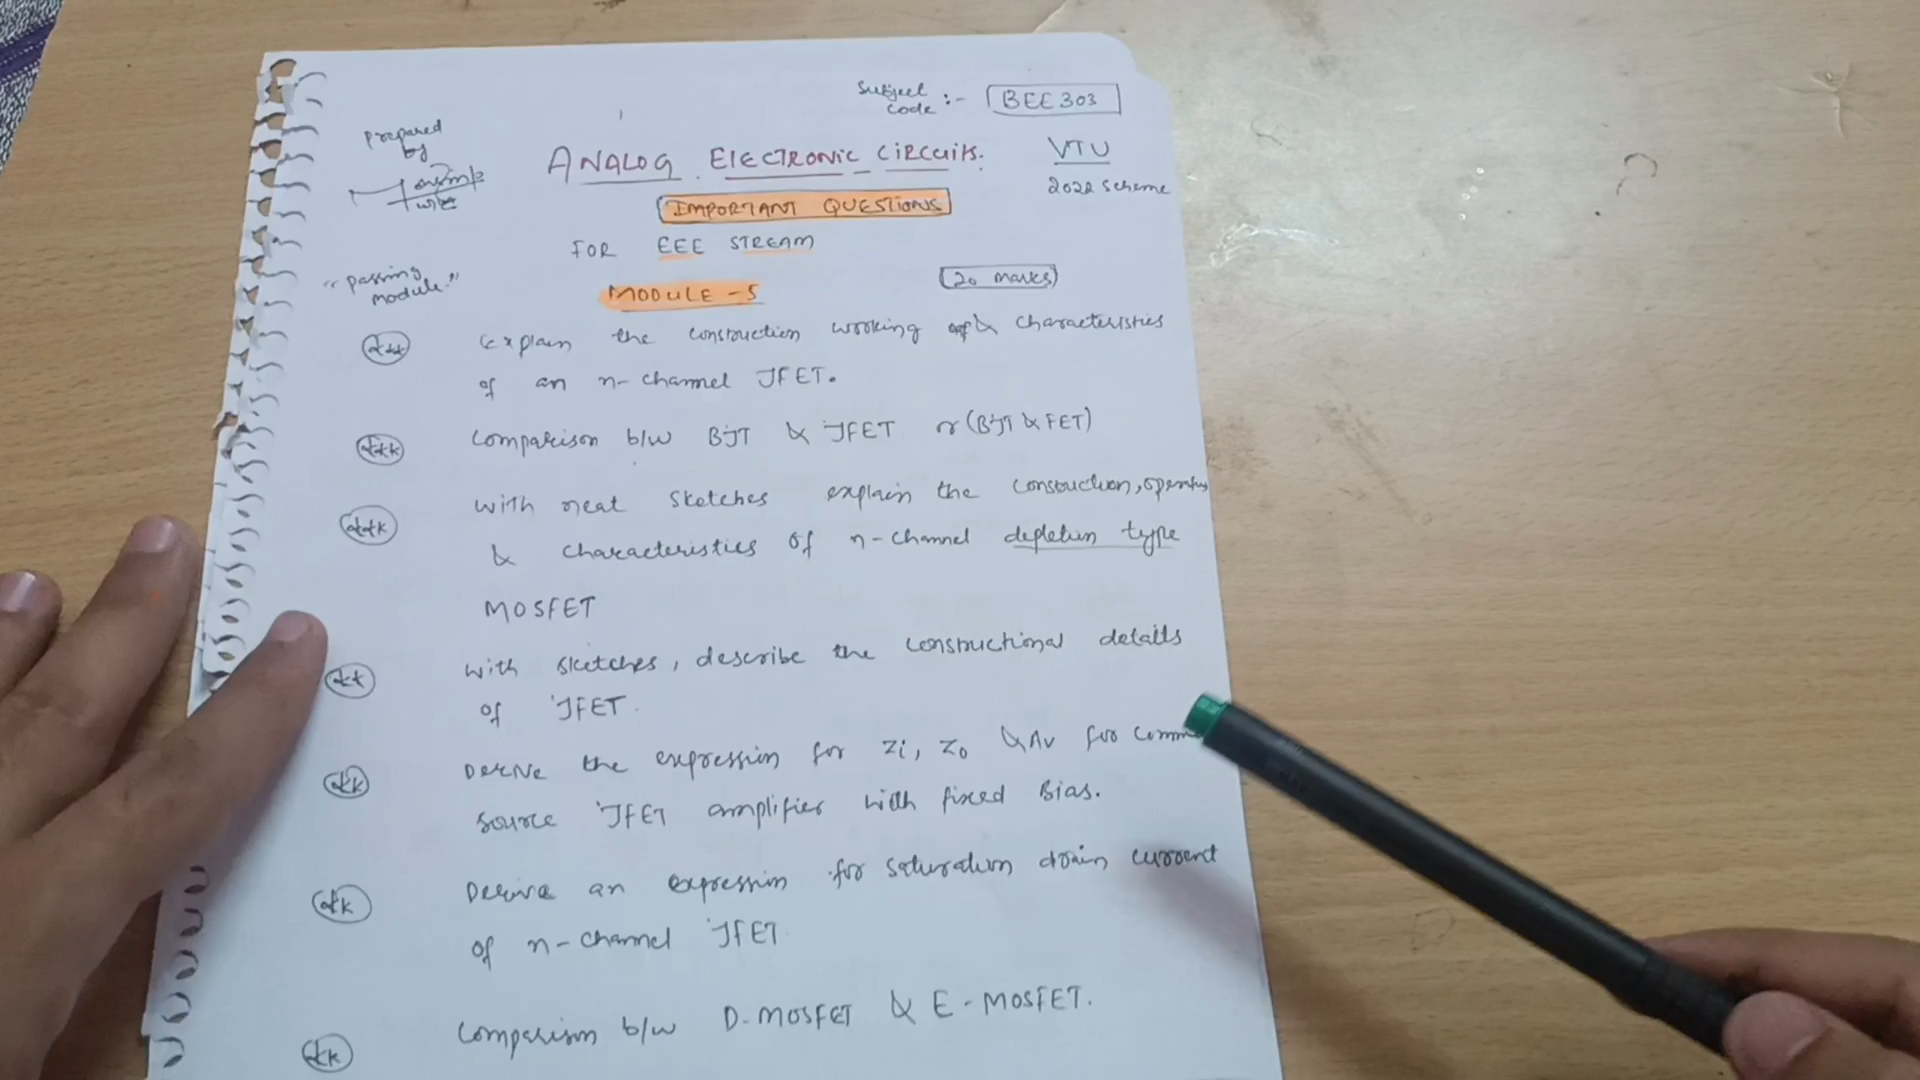 Subject
code :- BEE303
Prepared
by
ANALOG ELECTRONIC CIRCUITS.
VTU
2022 Scheme
IMPORTANT QUESTIONS
FOR EEE STREAM
"Passing
module"
MODULE -5
(20 marks)
Explain the construction working & characteristics
of an n-channel JFET.
Comparison b/w BJT & JFET or (BJT & FET)
with neat sketches explain the construction,
& characteristics of n-channel depletion type
MOSFET
with sketches, describe the constructional details
of JFET.
Derive the expression for Zi, Zo & Av for
source JFET amplifier with fixed Bias.
Derive an expression for saturation drain current
of n-channel JFET
Comparison b/w D-MOSFET & E-MOSFET.